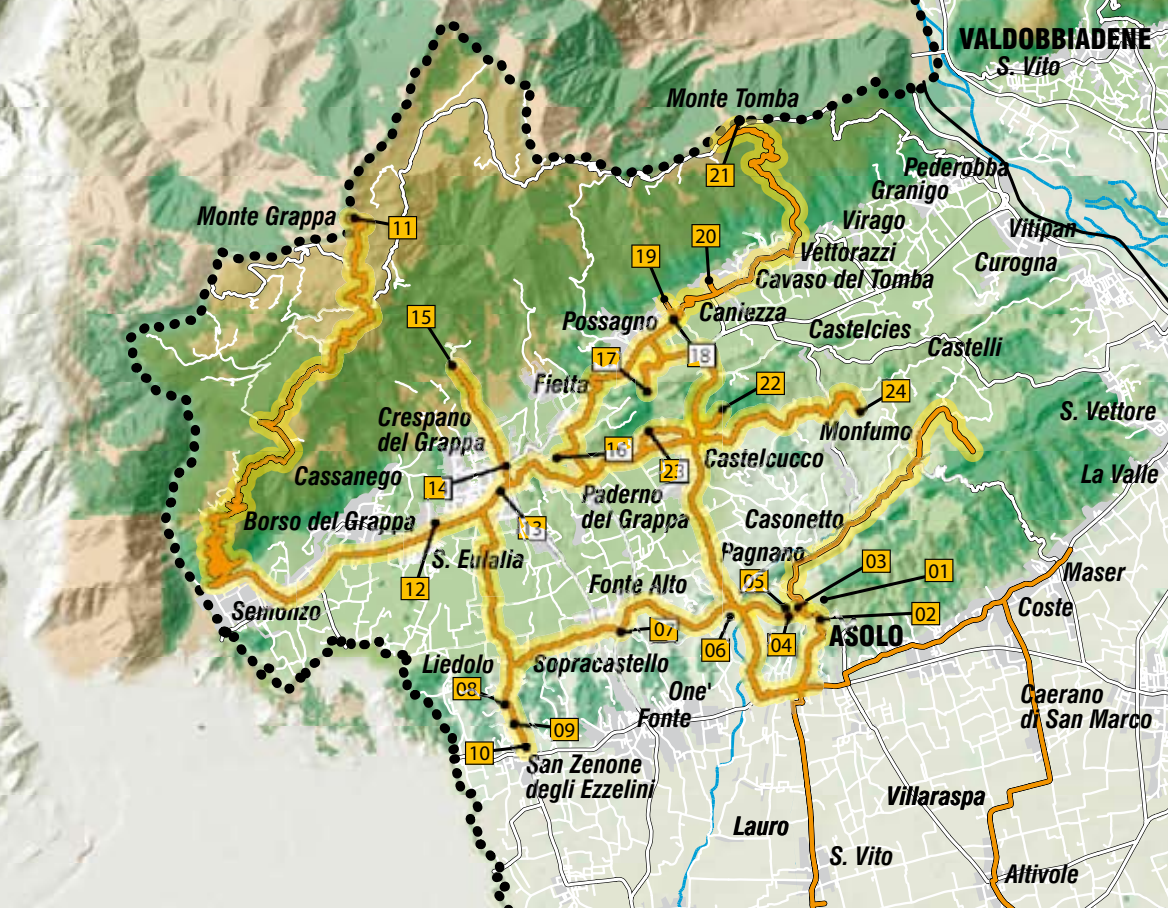 VALDOBBIADENE
S. Vito
Monte Tomba
21
Pederobba
Granigo
Monte Grappa
11
Virago
Vitipan
20
19
Vettorazzi
Curogna
Cavaso del Tomba
15
Possagno
Caniezza
Castelcies
Castelli
17
18
Fietta
22
24
Crespano
del Grappa
S. Vettore
Monfumo
16
Castelcucco
23
La Valle
Cassanego
14
Paderno
del Grappa
Borso del Grappa
13
Casonetto
S. Eulalia
Pagnano
03
01
Maser
12
Fonte Alto
05
Semonzo
02
Coste
07
06
04
ASOLO
Liedolo
Sopracastello
08
One'
Caerano
di San Marco
09
Fonte
10
San Zenone
degli Ezzelini
Villaraspa
Lauro
S. Vito
Altivole